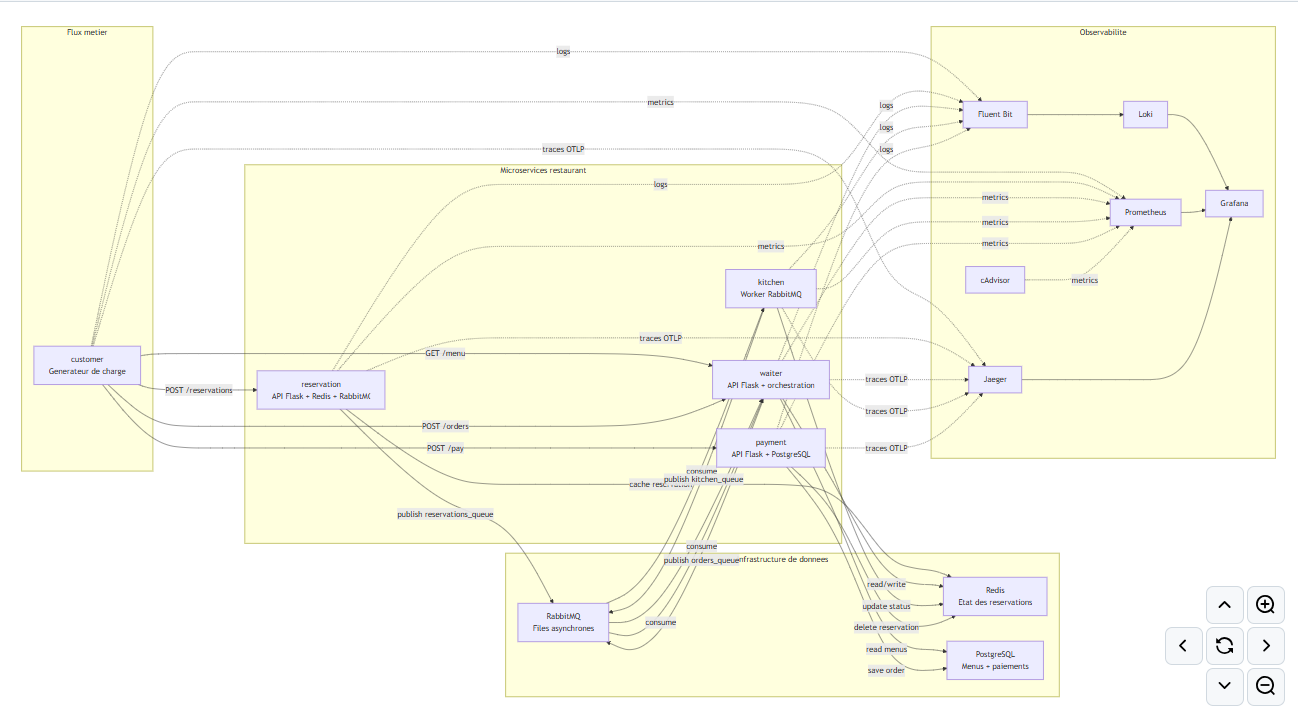 Flux metier
Observabilite
logs
metrics
logs
Fluent Bit
Loki
logs
traces OTLP
logs
Microservices restaurant
logs
metrics
Grafana
Prometheus
metrics
metrics
metrics
kitchen
Worker RabbitMQ
cAdvisor
metrics
traces OTLP
customer
Generateur de charge
GET /menu
waiter
API Flask + orchestration
traces OTLP
Jaeger
POST /reservations
reservation
API Flask + Redis + RabbitMQ
traces OTLP
POST /orders
payment
API Flask + PostgreSQL
POST /pay
traces OTLP
consume
publish kitchen_queue
cache
publish reservations_queue
consume
publish orders_queue
nfrastructure de donnees
read/write
Redis
Etat des reservations
update status
RabbitMQ
Files asynchrones
consume
delete reservation
read menus
PostgreSQL
Menus + paiements
save order